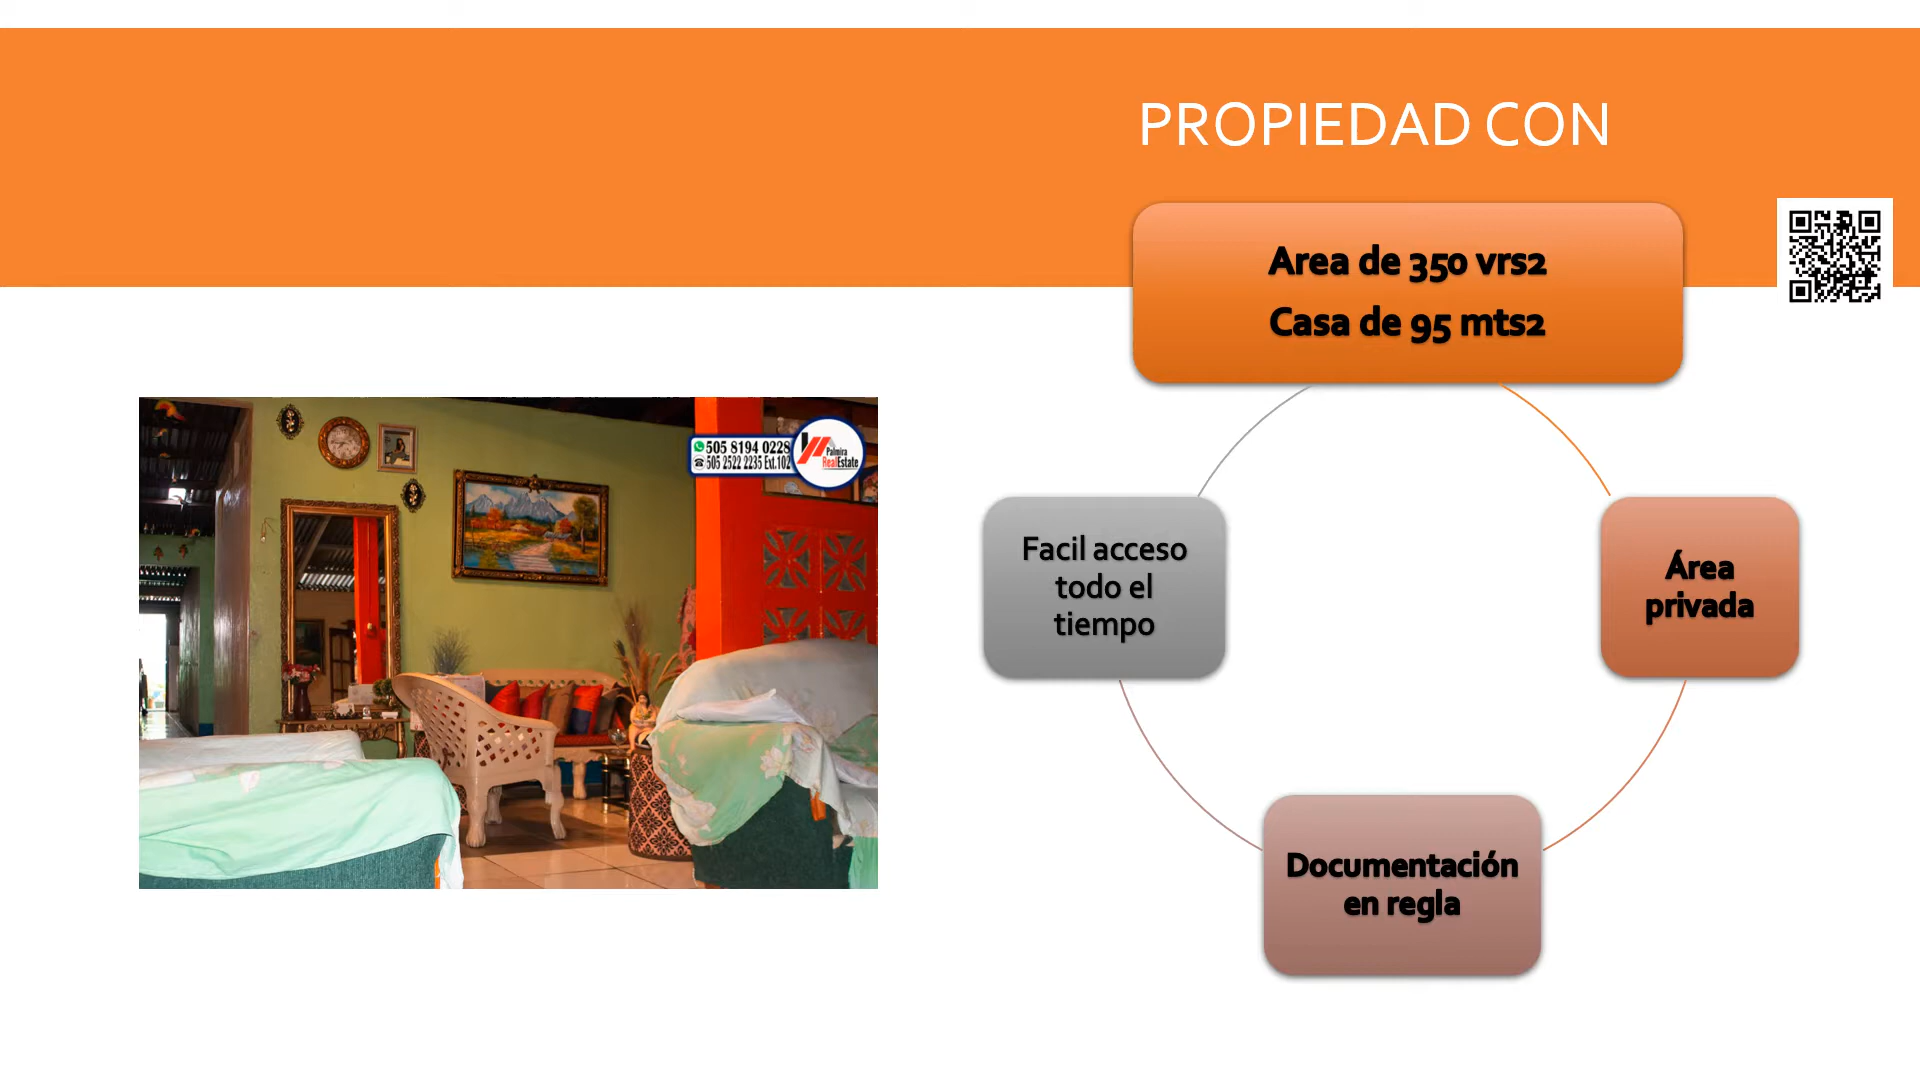 PROPIEDAD CON
Area de 350 vrs2
Casa de 95 mts2
505 8194 0228
505 2522 2235 Ext.102
Palmira
RealEstate
Facil acceso
todo el
tiempo
Área
privada
Documentación
en regla